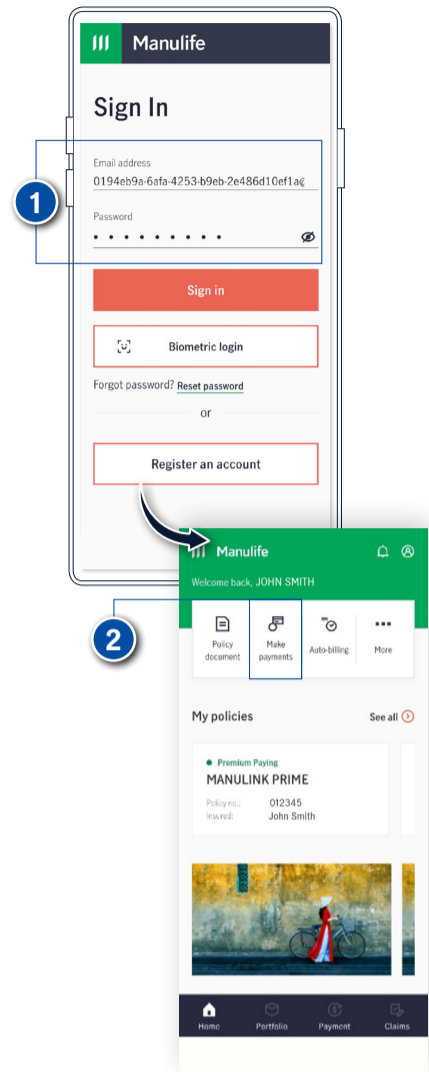 Manulife
Sign In
Email address
0194eb9a-6afa-4253-b9eb-2e486d10ef1a@
1
Password
Sign in
Biometric login
Forgot password? Reset password
or
Register an account
Manulife
Welcome back, JOHN SMITH
2
Policy document
Make payments
Auto-billing
More
My policies
See all
Premium Paying
MANULINK PRIME
Policy no.: 012345
Insured: John Smith
Home
Portfolio
Payment
Claims